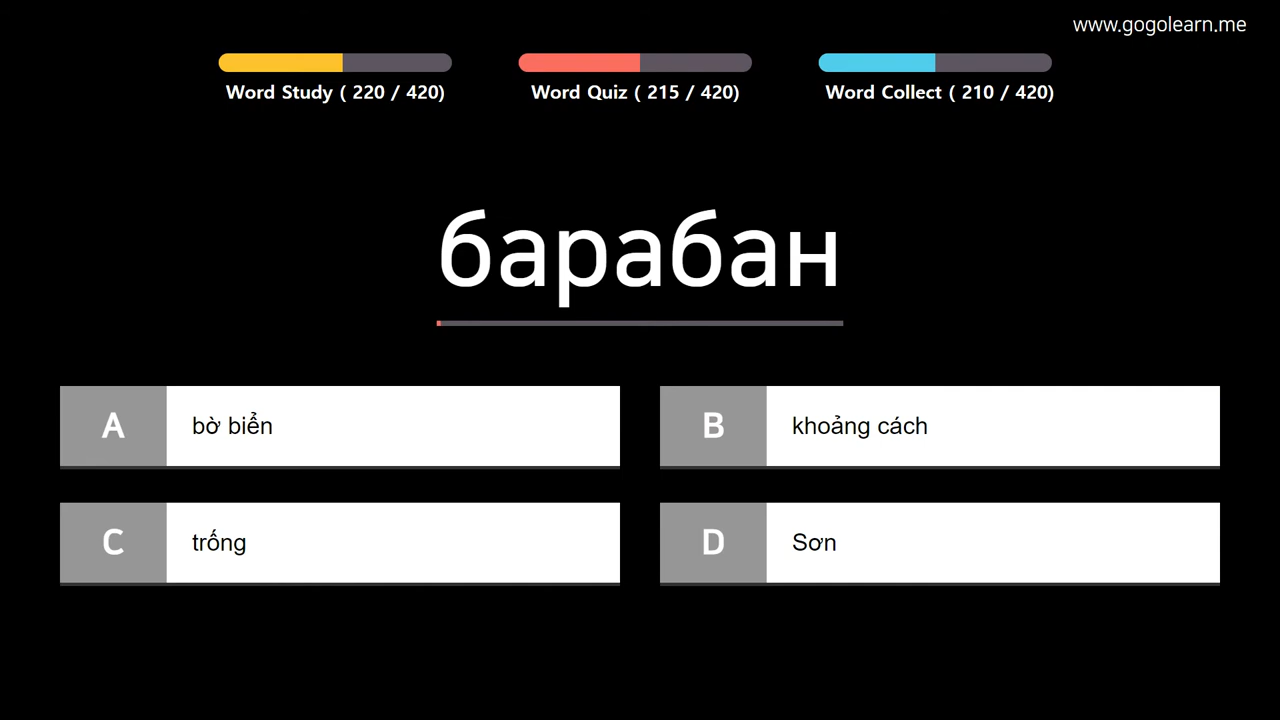 www.gogolearn.me
Word Study ( 220 / 420)
Word Quiz ( 215 / 420)
Word Collect ( 210 / 420)
барабан
A
bờ biển
B
khoảng cách
C
trống
D
Sơn